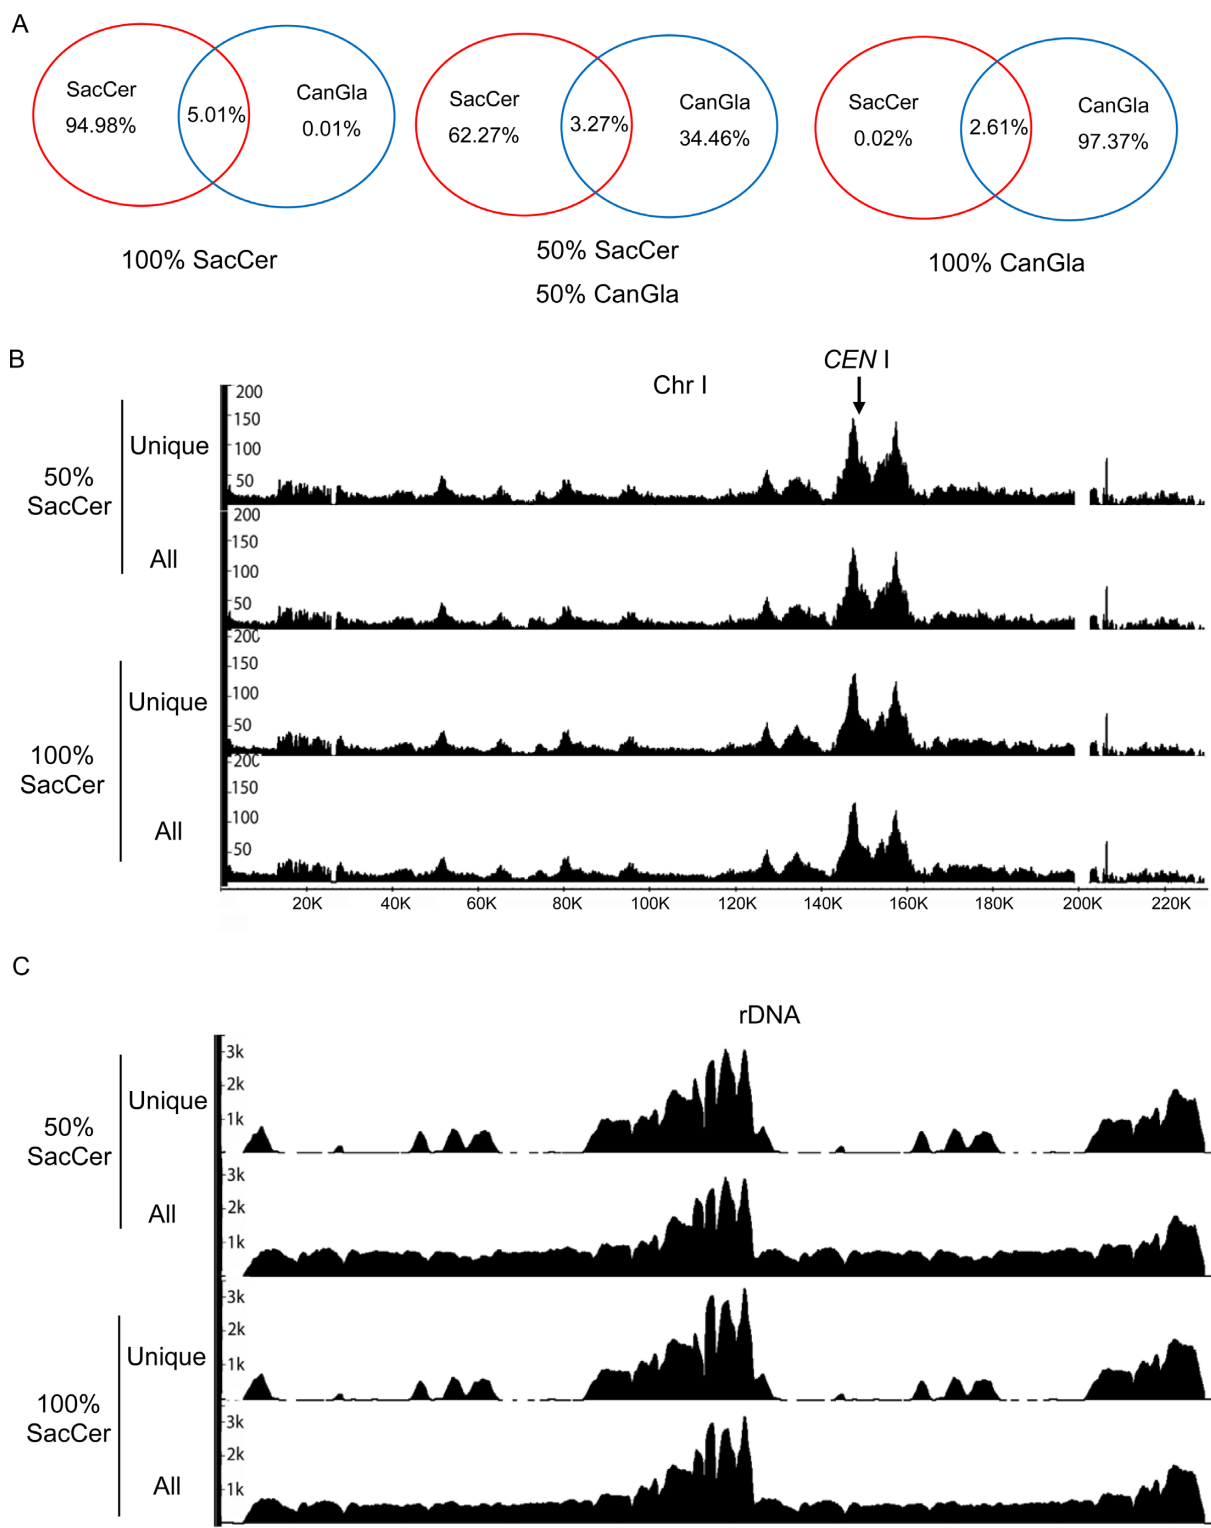 A
SacCer
94.98%
5.01%
CanGla
0.01%
100% SacCer
SacCer
62.27%
3.27%
CanGla
34.46%
50% SacCer
50% CanGla
SacCer
0.02%
2.61%
CanGla
97.37%
100% CanGla
B
Chr I
CEN I
50%
SacCer
Unique
200
150
100
50
All
200
150
100
50
100%
SacCer
Unique
200
150
100
50
All
200
150
100
50
20K 40K 60K 80K 100K 120K 140K 160K 180K 200K 220K
C
rDNA
50%
SacCer
Unique
3k
2k
1k
All
3k
2k
1k
100%
SacCer
Unique
3k
2k
1k
All
3k
2k
1k